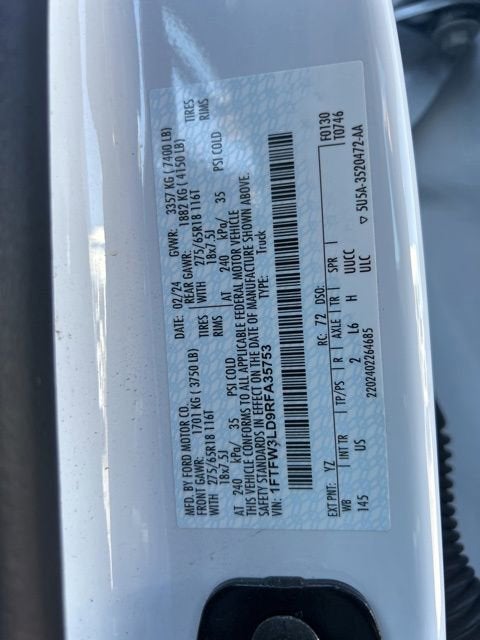 MFD. BY FORD MOTOR CO.
DATE: 02/24 GVWR: 3357 KG ( 7400 LB)
FRONT GAWR: 1701 KG ( 3750 LB) REAR GAWR: 1882 KG ( 4150 LB)
WITH 275/65R18 116T TIRES WITH 275/65R18 116T TIRES
18x7.5J RIMS 18x7.5J RIMS
AT 240 kPa/ 35 PSI COLD AT 240 kPa/ 35 PSI COLD
THIS VEHICLE CONFORMS TO ALL APPLICABLE FEDERAL MOTOR VEHICLE
SAFETY STANDARDS IN EFFECT ON THE DATE OF MANUFACTURE SHOWN ABOVE.
VIN: 1FTFW3LD9RFA35753 TYPE: Truck
F0130
T0746
EXT PNT: YZ RC: 72 DSO:
WB INT TR TP/PS R AXLE TR SPR
145 US 2 L6 H UUCC
ULC
2202402264685 5U5A-3520472-AA